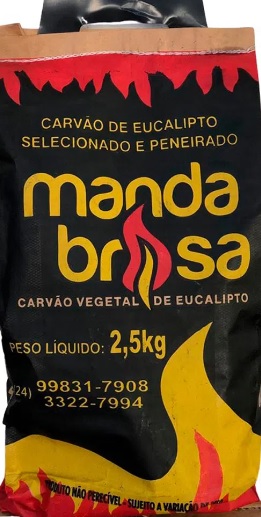 CARVÃO DE EUCALIPTO
SELECIONADO E PENEIRADO
manda
brasa
CARVÃO VEGETAL DE EUCALIPTO
PESO LÍQUIDO: 2,5kg
(24) 99831-7908
3322-7994
PRODUTO NÃO PERECÍVEL - SUJEITO A VARIAÇÃO DE